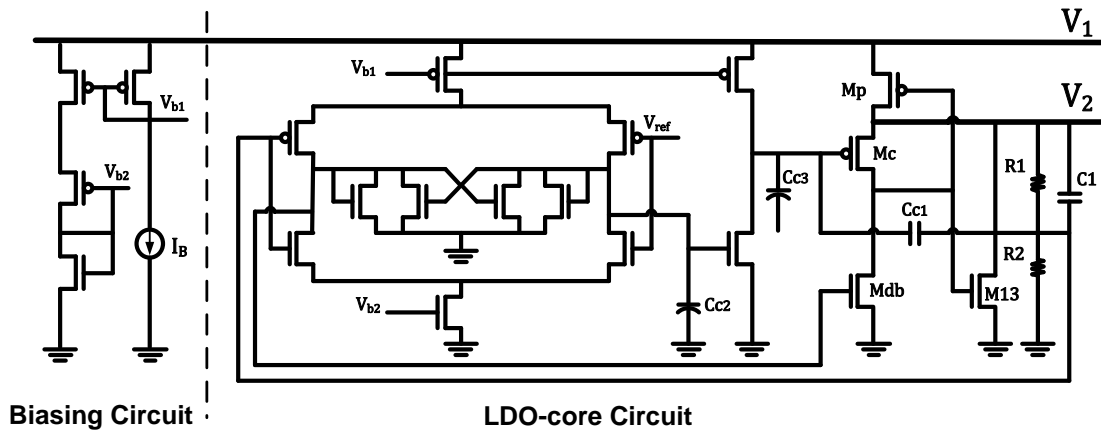 V1
Vb1
Mp
V2
Vb1
Vref
Vb2
Mc
R1
C1
Cc3
Cc1
IB
R2
M13
Vb2
Mdb
Cc2
Biasing Circuit
LDO-core Circuit